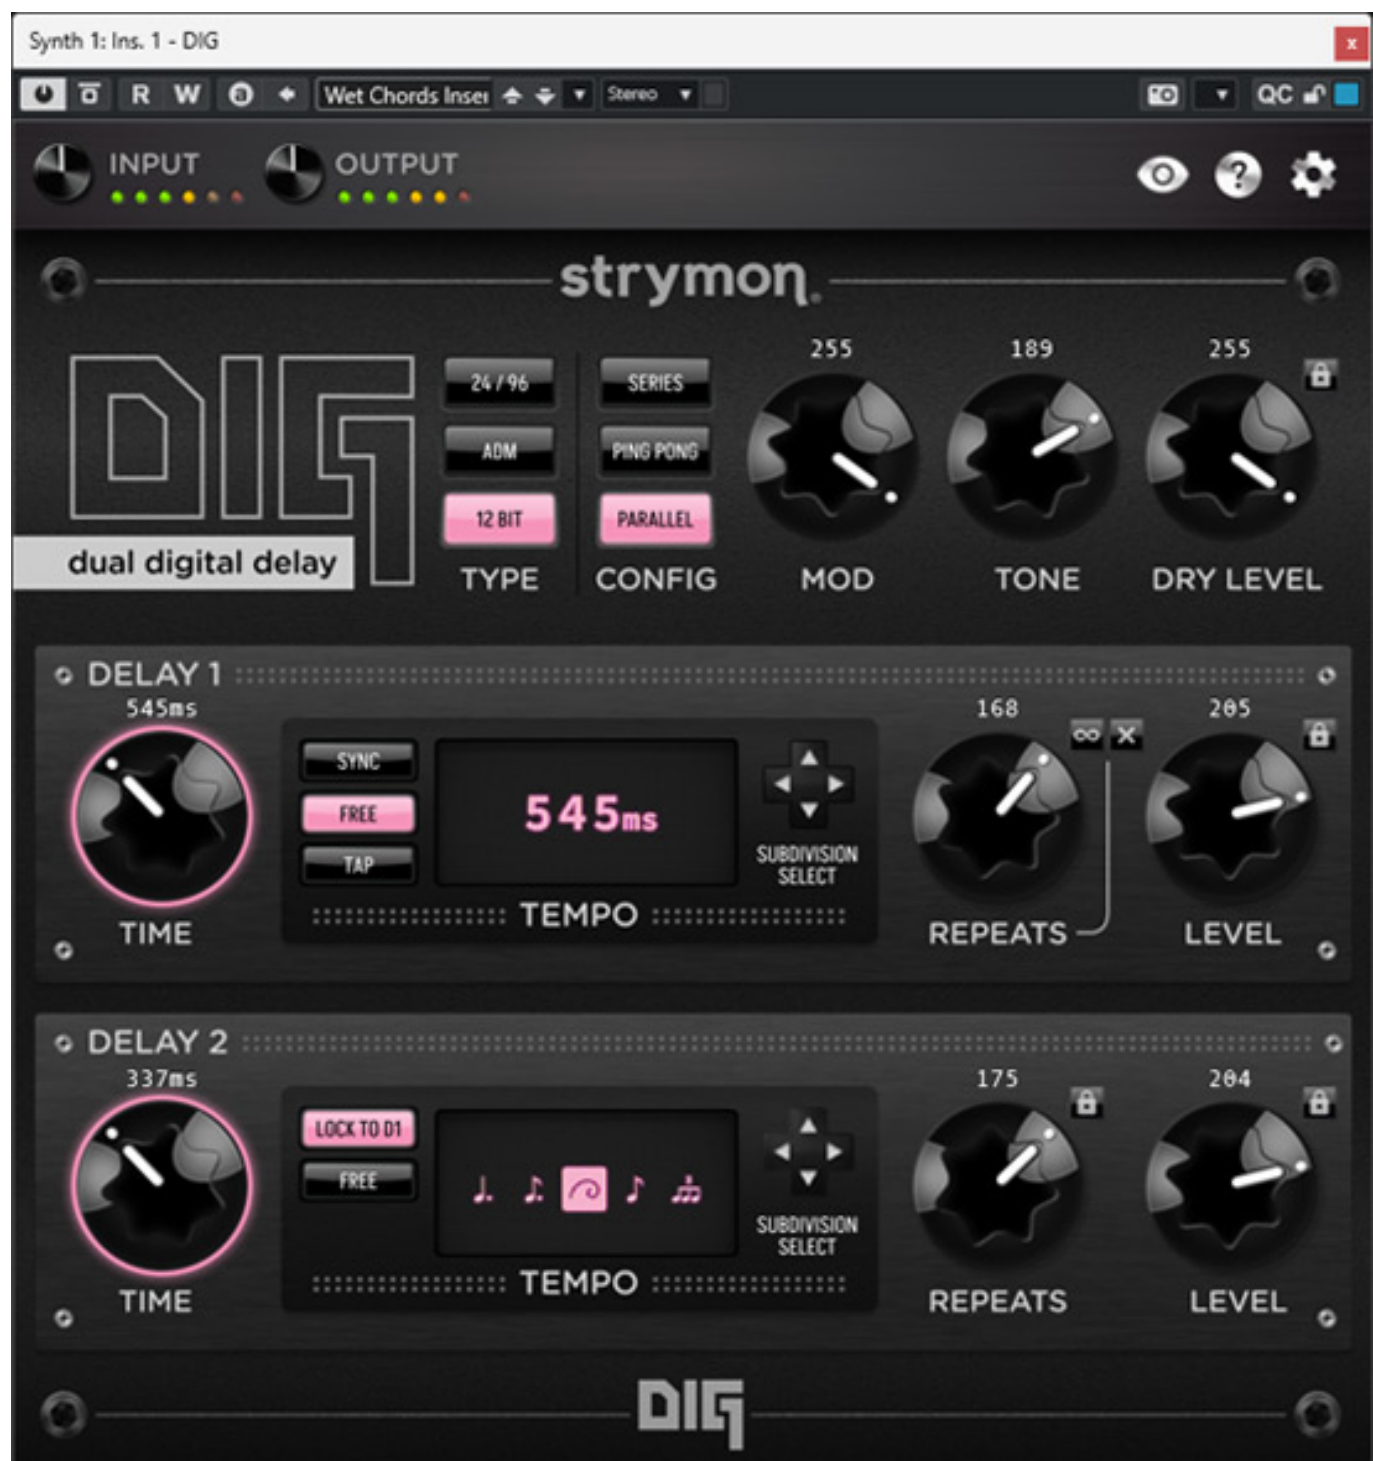 Synth 1: Ins. 1 - DIG
x
R W a Wet Chords Inser Stereo QC
INPUT OUTPUT ?
strymon.
DIG
dual digital delay
24 / 96
ADM
12 BIT
TYPE
SERIES
PING PONG
PARALLEL
CONFIG
255
MOD
189
TONE
255
DRY LEVEL
DELAY 1
545ms
TIME
SYNC
FREE
TAP
545ms
TEMPO
SUBDIVISION
SELECT
168
∞ X
REPEATS
205
LEVEL
DELAY 2
337ms
TIME
LOCK TO D1
FREE
TEMPO
SUBDIVISION
SELECT
175
REPEATS
204
LEVEL
DIG